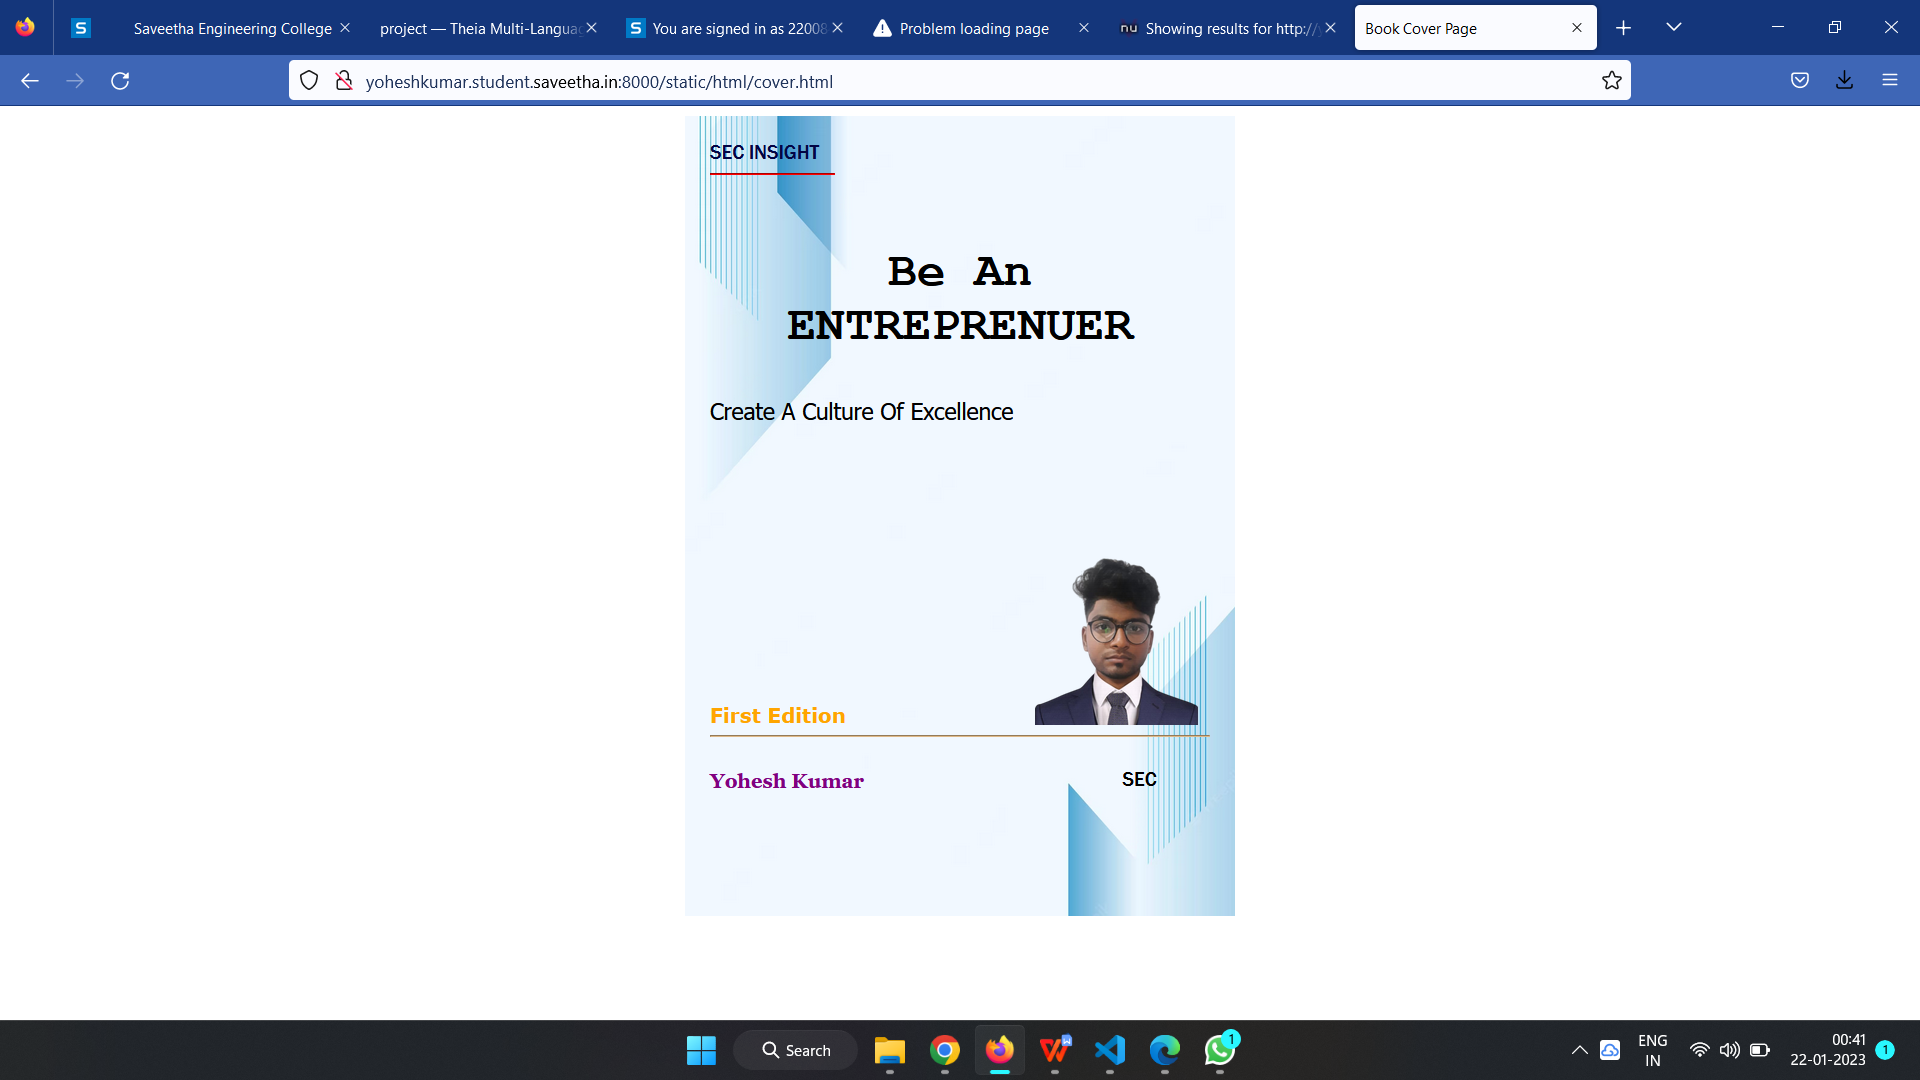 Saveetha Engineering College
project — Theia Multi-Langua
You are signed in as 22008
Problem loading page
Showing results for http://y
Book Cover Page
yoheshkumar.student.saveetha.in:8000/static/html/cover.html
SEC INSIGHT
Be An
ENTREPRENUER
Create A Culture Of Excellence
First Edition
Yohesh Kumar
SEC
Search
1
ENG
IN
00:41
22-01-2023
1